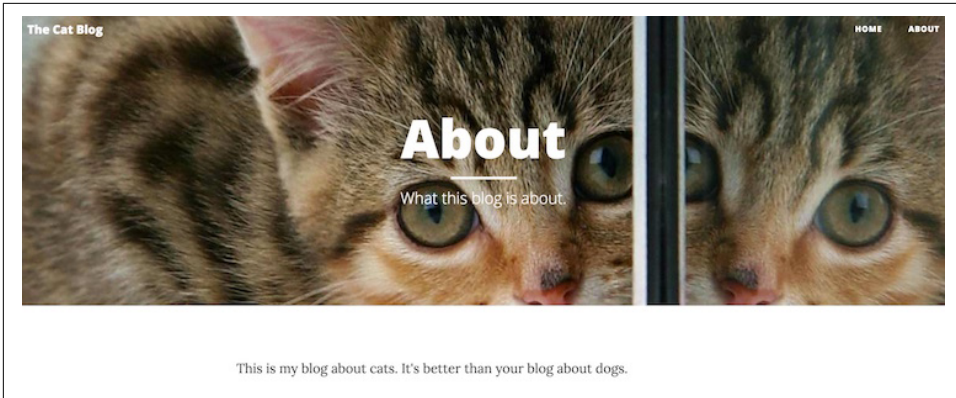 The Cat Blog
HOME ABOUT
About
What this blog is about.
This is my blog about cats. It's better than your blog about dogs.